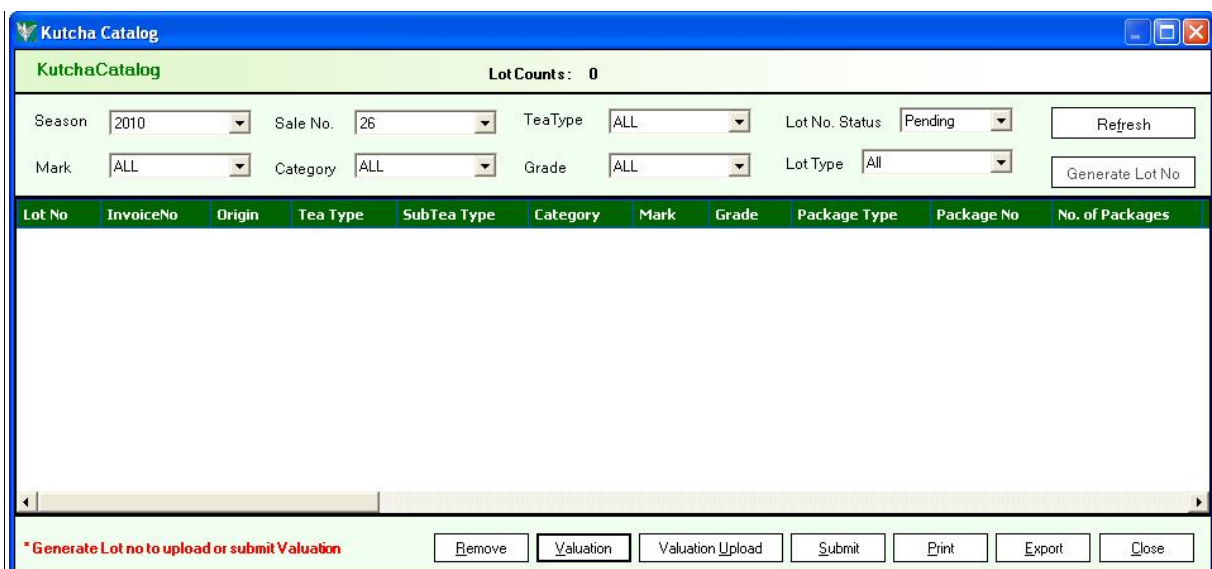 Kutcha Catalog
KutchaCatalog Lot Counts: 0
Season 2010 Sale No. 26 TeaType ALL Lot No. Status Pending Refresh
Mark ALL Category ALL Grade ALL Lot Type All Generate Lot No
Lot No InvoiceNo Origin Tea Type SubTea Type Category Mark Grade Package Type Package No No. of Packages
*Generate Lot no to upload or submit Valuation Remove Valuation Valuation Upload Submit Print Export Close